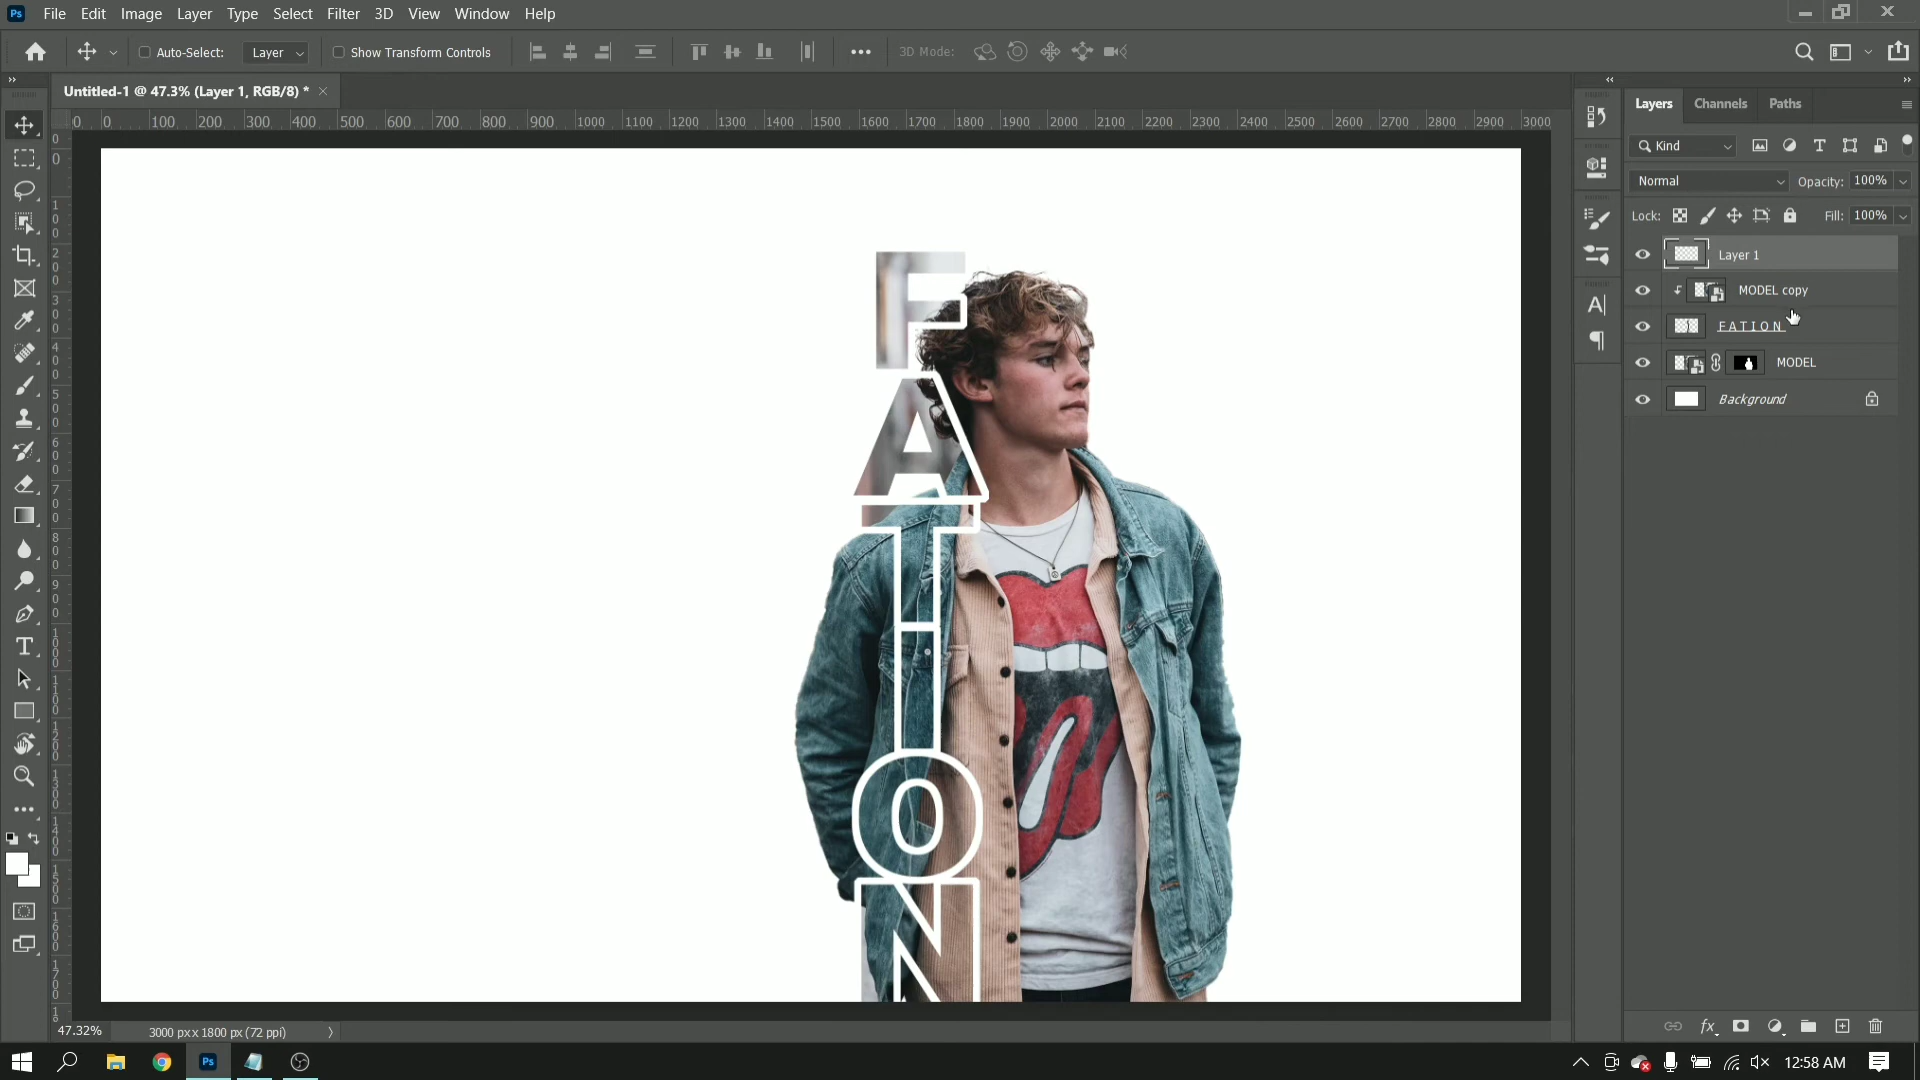 Ps File Edit Image Layer Type Select Filter 3D View Window Help
Auto-Select: Layer Show Transform Controls 3D Mode:
Untitled-1 @ 47.3% (Layer 1, RGB/8) *
0 0 100 200 300 400 500 600 700 800 900 1000 1100 1200 1300 1400 1500 1600 1700 1800 1900 2000 2100 2200 2300 2400 2500 2600 2700 2800 2900 3000
Layers Channels Paths
Kind
Normal Opacity: 100%
Lock: Fill: 100%
Layer 1
MODEL copy
F A T I O N
MODEL
Background
F
A
T
I
O
N
47.32% 3000 px x 1800 px (72 ppi)
fx
Ps 12:58 AM